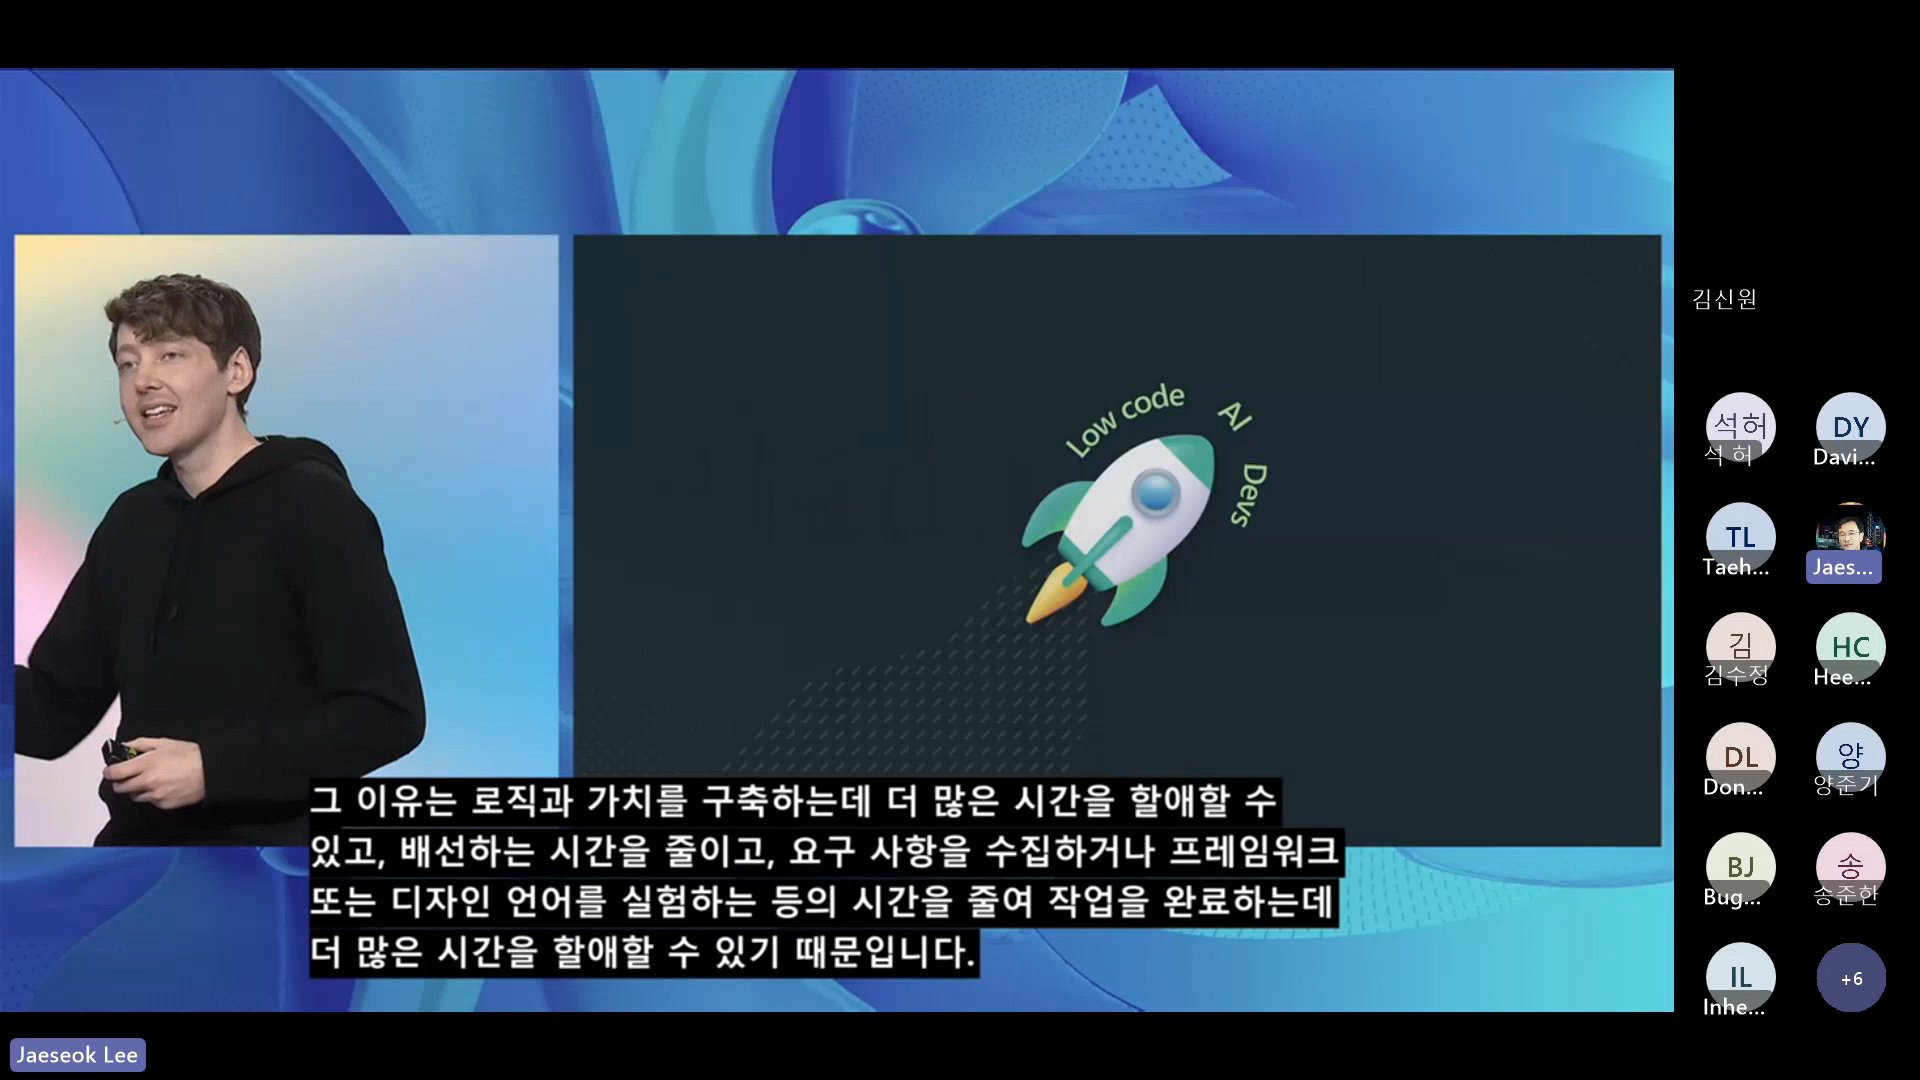 김신원
Low code AI Devs
석허
석 허
DY
Davi...
TL
Taeh...
Jaes...
김
김수정
HC
Hee...
DL
Don...
양
양준기
BJ
Bug...
송
송준한
IL
Inhe...
+6
그 이유는 로직과 가치를 구축하는데 더 많은 시간을 할애할 수
있고, 배선하는 시간을 줄이고, 요구 사항을 수집하거나 프레임워크
또는 디자인 언어를 실험하는 등의 시간을 줄여 작업을 완료하는데
더 많은 시간을 할애할 수 있기 때문입니다.
Jaeseok Lee